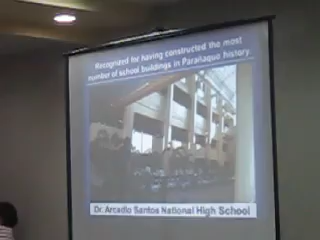 Recognized for having constructed the most
number of school buildings in Parañaque history.
Dr. Arcadio Santos National High School